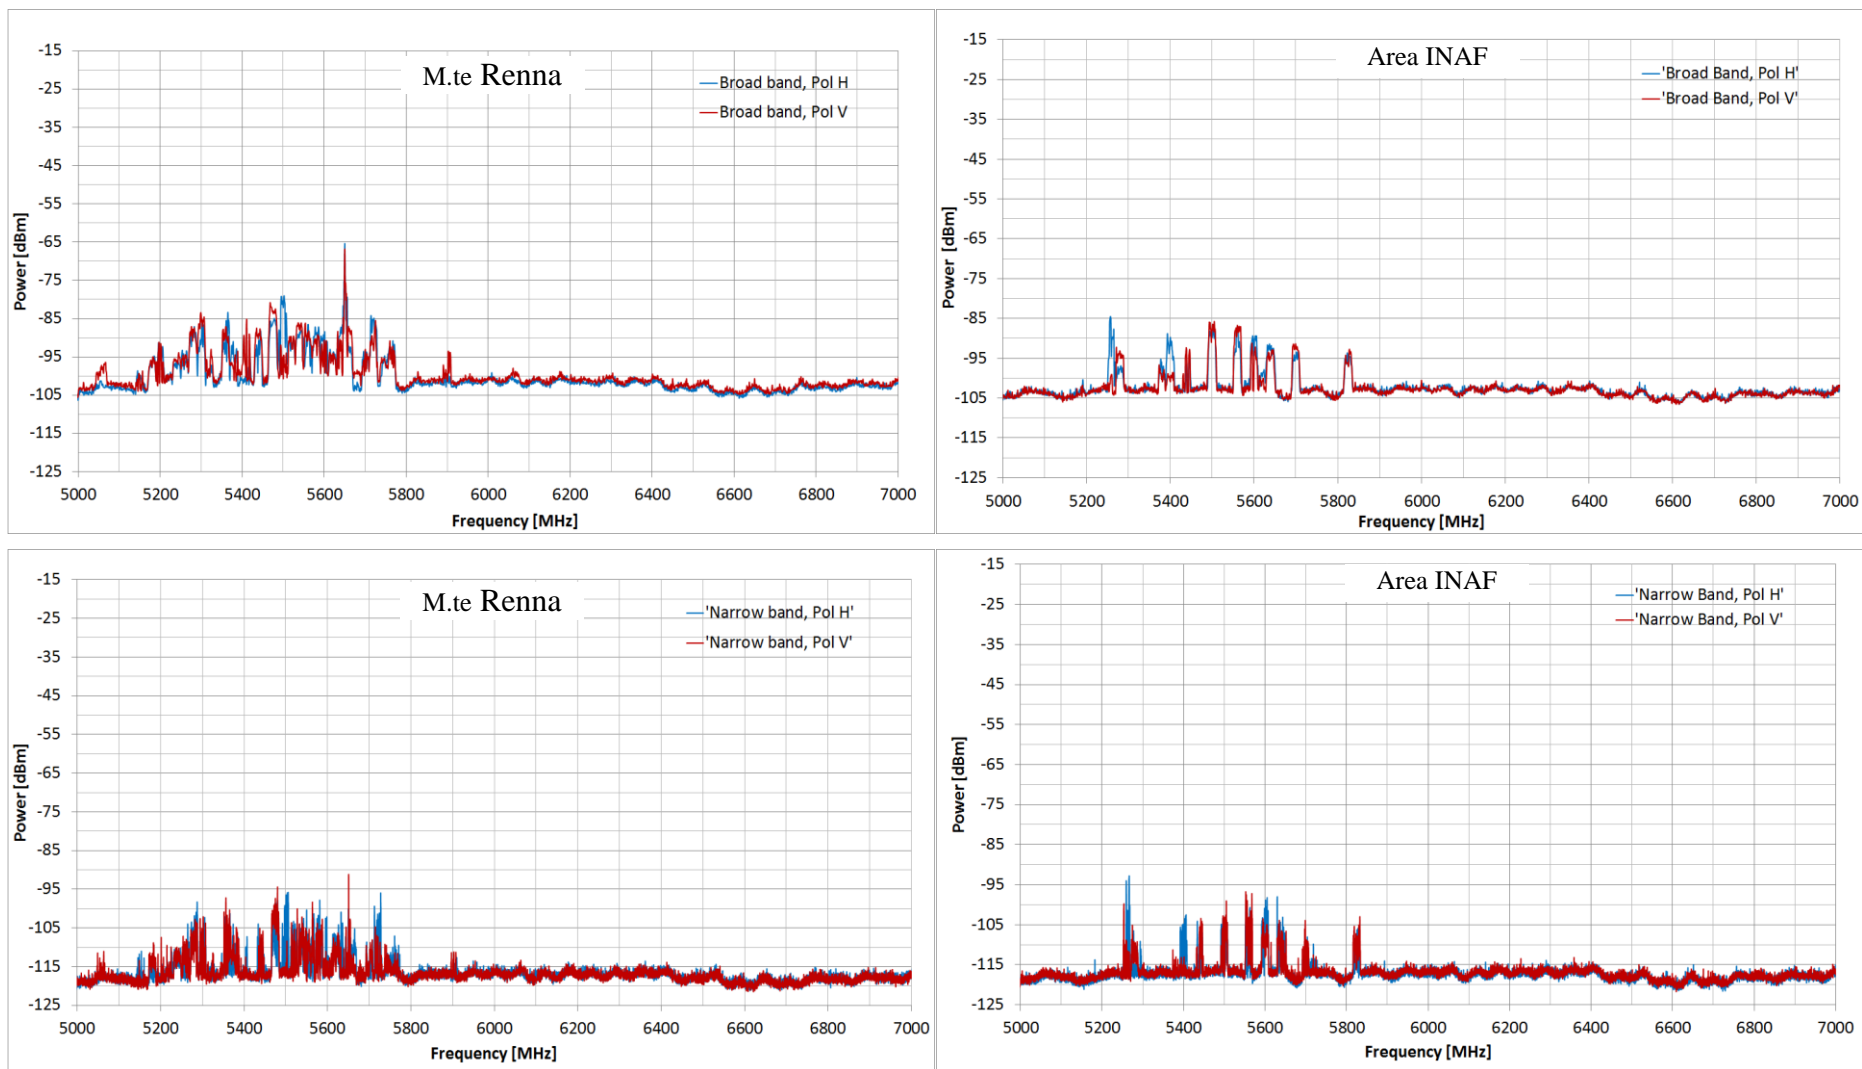 M.te Renna
Broad band, Pol H
Broad band, Pol V
Power [dBm]
-15
-25
-35
-45
-55
-65
-75
-85
-95
-105
-115
-125
5000 5200 5400 5600 5800 6000 6200 6400 6600 6800 7000
Frequency [MHz]
Area INAF
'Broad Band, Pol H'
'Broad Band, Pol V'
Power [dBm]
-15
-25
-35
-45
-55
-65
-75
-85
-95
-105
-115
-125
5000 5200 5400 5600 5800 6000 6200 6400 6600 6800 7000
Frequency [MHz]
M.te Renna
'Narrow band, Pol H'
'Narrow band, Pol V'
Power [dBm]
-15
-25
-35
-45
-55
-65
-75
-85
-95
-105
-115
-125
5000 5200 5400 5600 5800 6000 6200 6400 6600 6800 7000
Frequency [MHz]
Area INAF
'Narrow Band, Pol H'
'Narrow Band, Pol V'
Power [dBm]
-15
-25
-35
-45
-55
-65
-75
-85
-95
-105
-115
-125
5000 5200 5400 5600 5800 6000 6200 6400 6600 6800 7000
Frequency [MHz]